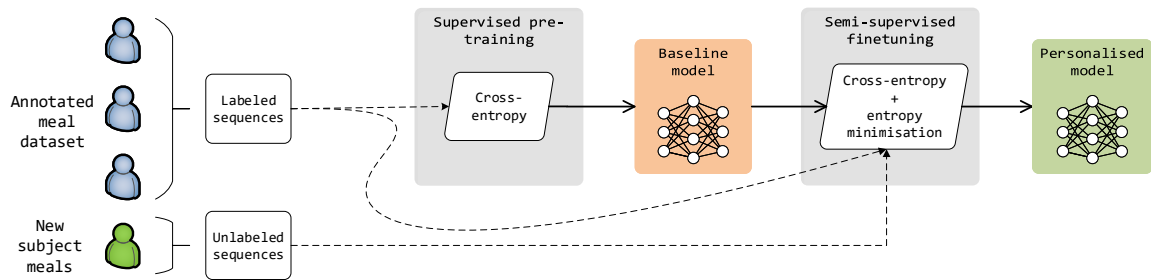 Annotated
meal
dataset
New
subject
meals
Labeled
sequences
Unlabeled
sequences
Supervised pre-
training
Cross-
entropy
Baseline
model
Semi-supervised
finetuning
Cross-entropy
+
entropy
minimisation
Personalised
model